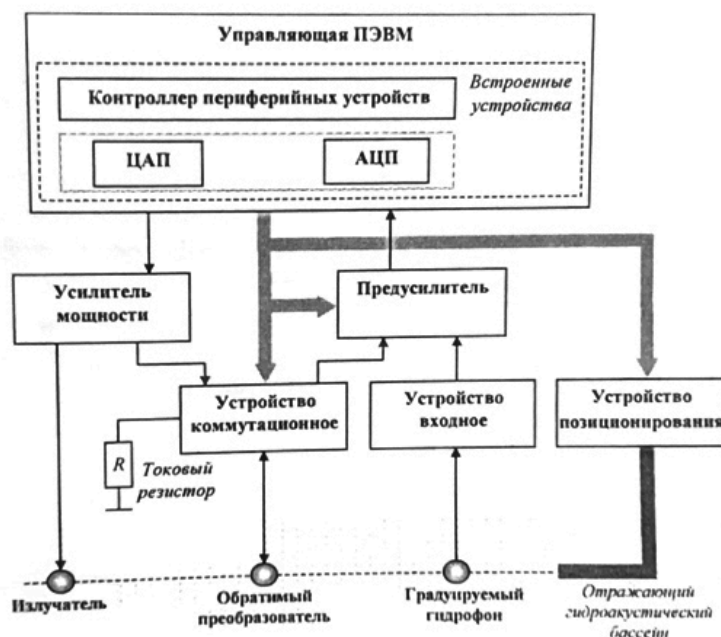 Управляющая ПЭВМ
Встроенные
устройства
Контроллер периферийных устройств
ЦАП
АЦП
Усилитель
мощности
Предусилитель
Устройство
коммутационное
Устройство
входное
Устройство
позиционирования
R
Токовый
резистор
Излучатель
Обратимый
преобразователь
Градуируемый
гидрофон
Отражающий
гидроакустический
бассейн